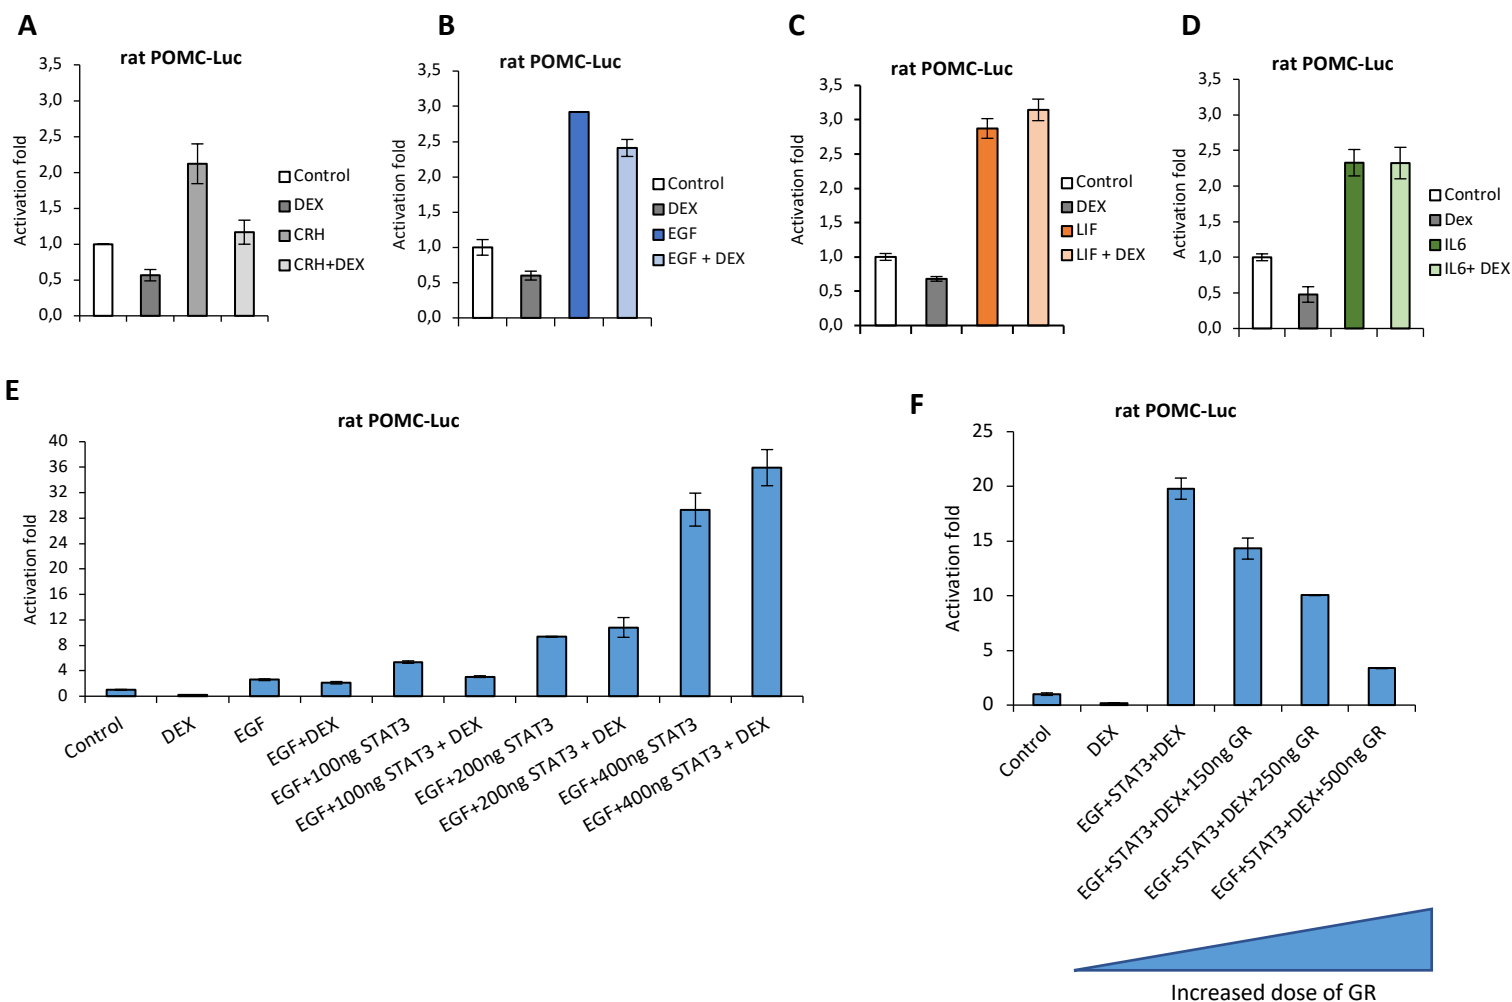 A
rat POMC-Luc
Activation fold
3,5
3,0
2,5
2,0
1,5
1,0
0,5
0,0
Control
DEX
CRH
CRH+DEX
B
rat POMC-Luc
Activation fold
3,5
3,0
2,5
2,0
1,5
1,0
0,5
0,0
Control
DEX
EGF
EGF + DEX
C
rat POMC-Luc
Activation fold
3,5
3,0
2,5
2,0
1,5
1,0
0,5
0,0
Control
DEX
LIF
LIF + DEX
D
rat POMC-Luc
Activation fold
3,5
3,0
2,5
2,0
1,5
1,0
0,5
0,0
Control
Dex
IL6
IL6+ DEX
E
rat POMC-Luc
Activation fold
40
36
32
28
24
20
16
12
8
4
0
Control
DEX
EGF
EGF+DEX
EGF+100ng STAT3
EGF+100ng STAT3 + DEX
EGF+200ng STAT3
EGF+200ng STAT3 + DEX
EGF+400ng STAT3
EGF+400ng STAT3 + DEX
F
rat POMC-Luc
Activation fold
25
20
15
10
5
0
Control
DEX
EGF+STAT3+DEX
EGF+STAT3+DEX+150ng GR
EGF+STAT3+DEX+250ng GR
EGF+STAT3+DEX+500ng GR
Increased dose of GR